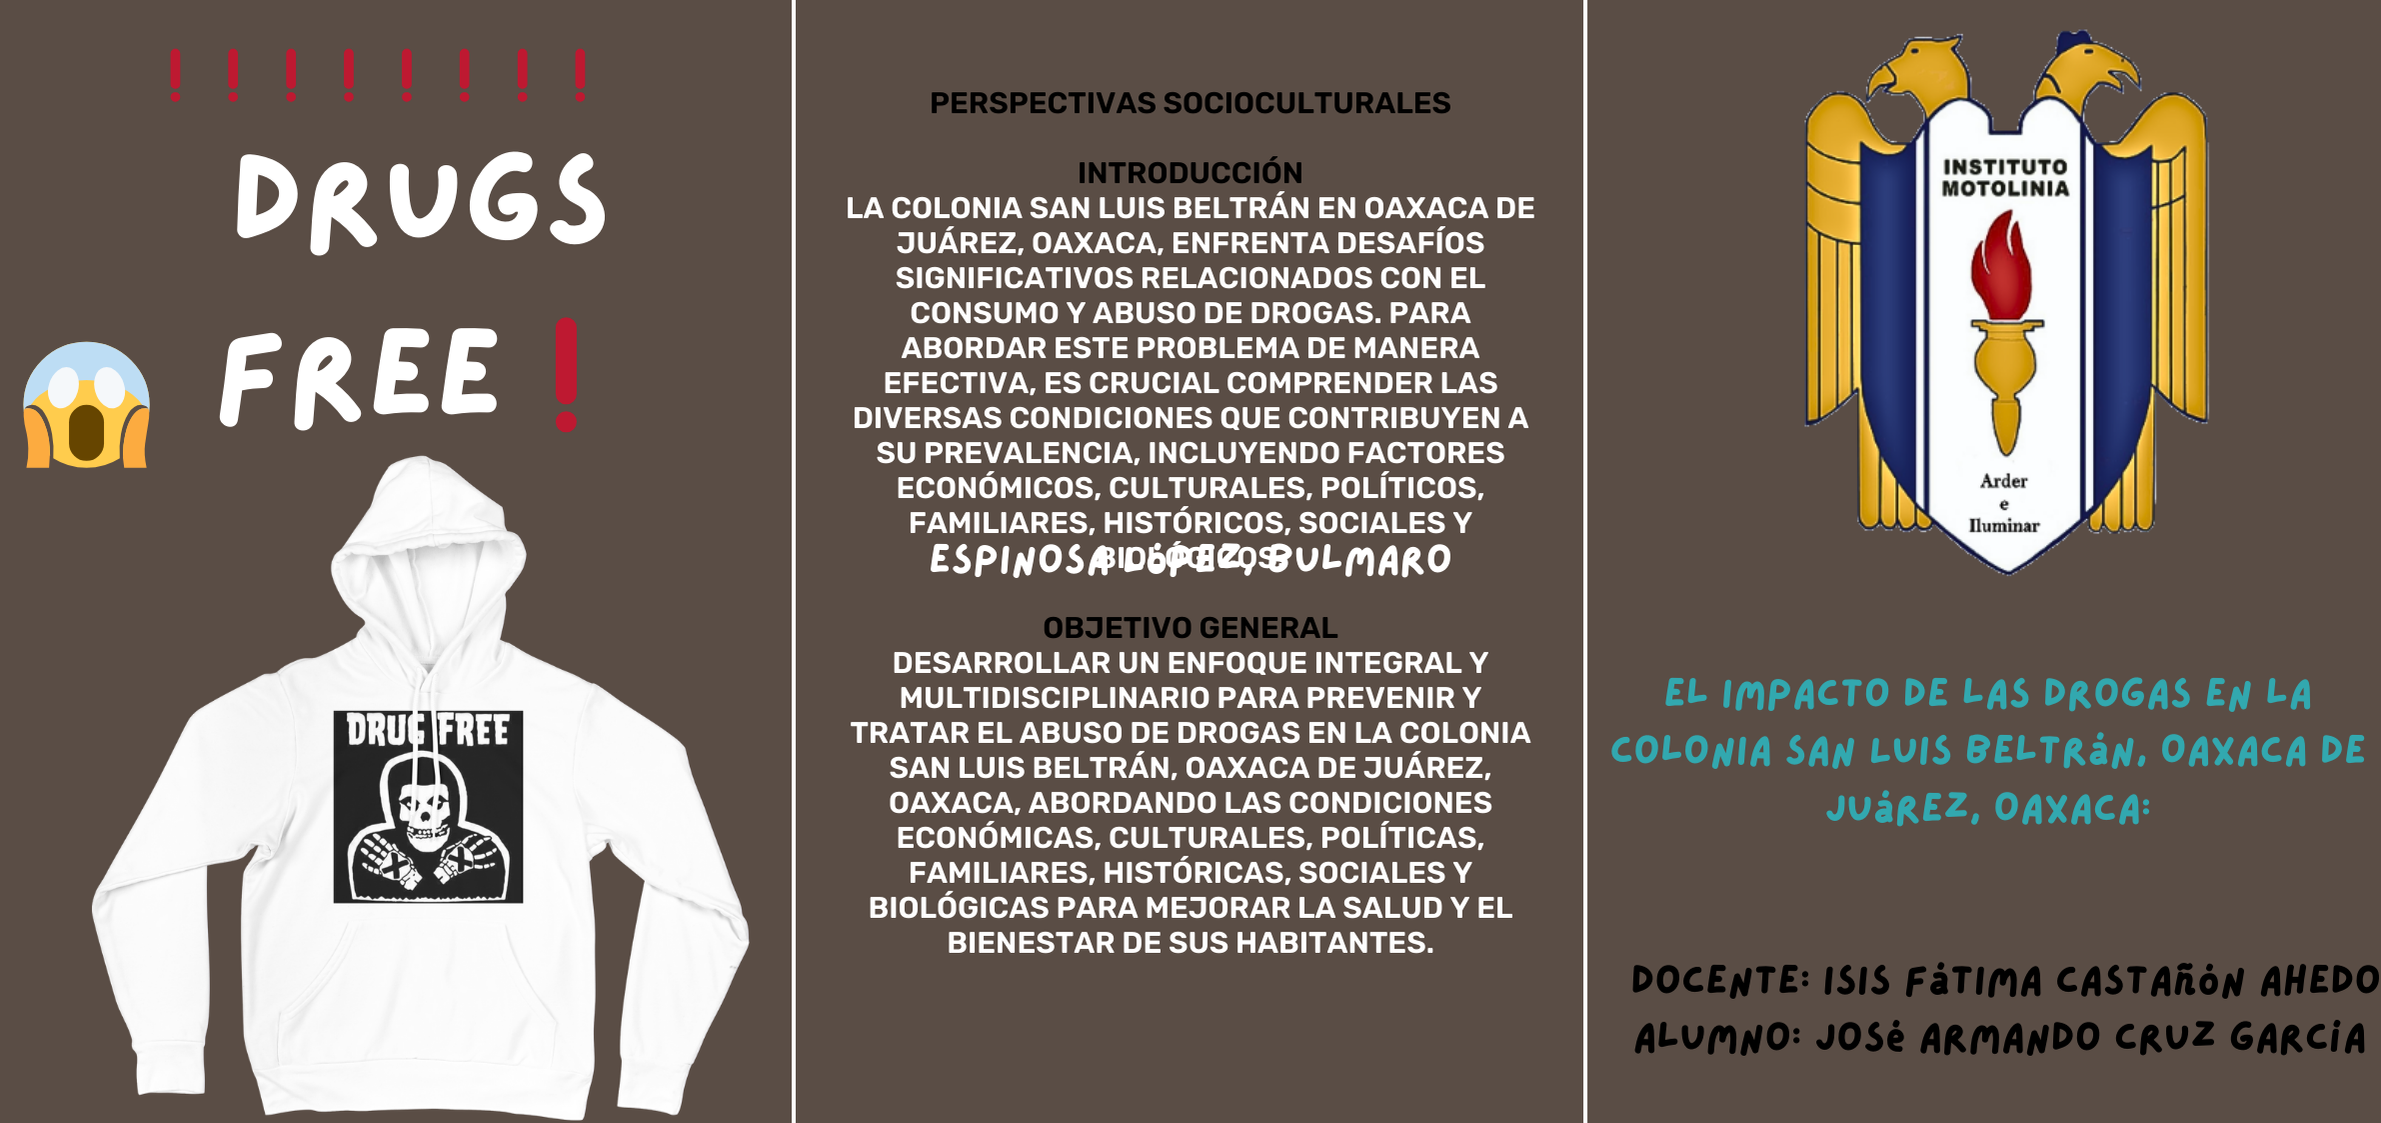 ! ! ! ! ! ! ! !
DRUGS
FREE !
DRUG FREE
PERSPECTIVAS SOCIOCULTURALES
INTRODUCCIÓN
LA COLONIA SAN LUIS BELTRÁN EN OAXACA DE
JUÁREZ, OAXACA, ENFRENTA DESAFÍOS
SIGNIFICATIVOS RELACIONADOS CON EL
CONSUMO Y ABUSO DE DROGAS. PARA
ABORDAR ESTE PROBLEMA DE MANERA
EFECTIVA, ES CRUCIAL COMPRENDER LAS
DIVERSAS CONDICIONES QUE CONTRIBUYEN A
SU PREVALENCIA, INCLUYENDO FACTORES
ECONÓMICOS, CULTURALES, POLÍTICOS,
FAMILIARES, HISTÓRICOS, SOCIALES Y
BIOLÓGICOS.
ESPINOSA LÓPEZ, BULMARO
OBJETIVO GENERAL
DESARROLLAR UN ENFOQUE INTEGRAL Y
MULTIDISCIPLINARIO PARA PREVENIR Y
TRATAR EL ABUSO DE DROGAS EN LA COLONIA
SAN LUIS BELTRÁN, OAXACA DE JUÁREZ,
OAXACA, ABORDANDO LAS CONDICIONES
ECONÓMICAS, CULTURALES, POLÍTICAS,
FAMILIARES, HISTÓRICAS, SOCIALES Y
BIOLÓGICAS PARA MEJORAR LA SALUD Y EL
BIENESTAR DE SUS HABITANTES.
INSTITUTO
MOTOLINIA
Arder
e
Iluminar
EL IMPACTO DE LAS DROGAS EN LA
COLONIA SAN LUIS BELTRÁN, OAXACA DE
JUÁREZ, OAXACA:
DOCENTE: ISIS FÁTIMA CASTAÑÓN AHEDO
ALUMNO: JOSÉ ARMANDO CRUZ GARCÍA